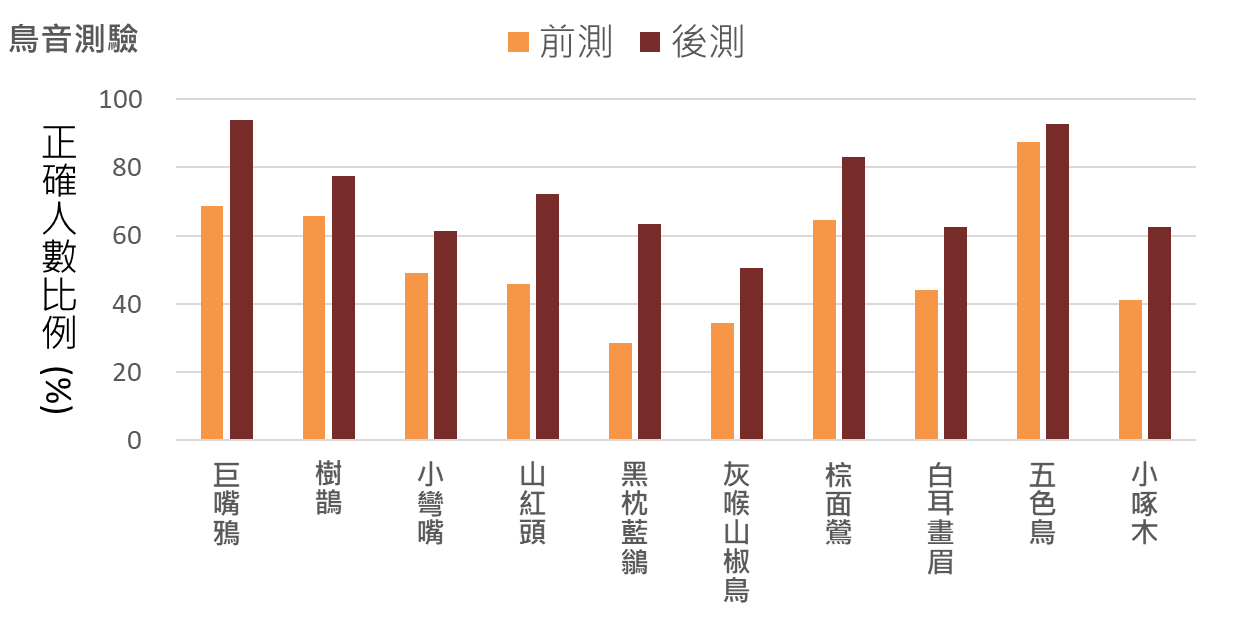 鳥音測驗
前測 後測
正確人數比例 (%)
100
80
60
40
20
0
巨嘴鴉
樹鵲
小彎嘴
山紅頭
黑枕藍鶲
灰喉山椒鳥
棕面鶯
白耳畫眉
五色鳥
小啄木